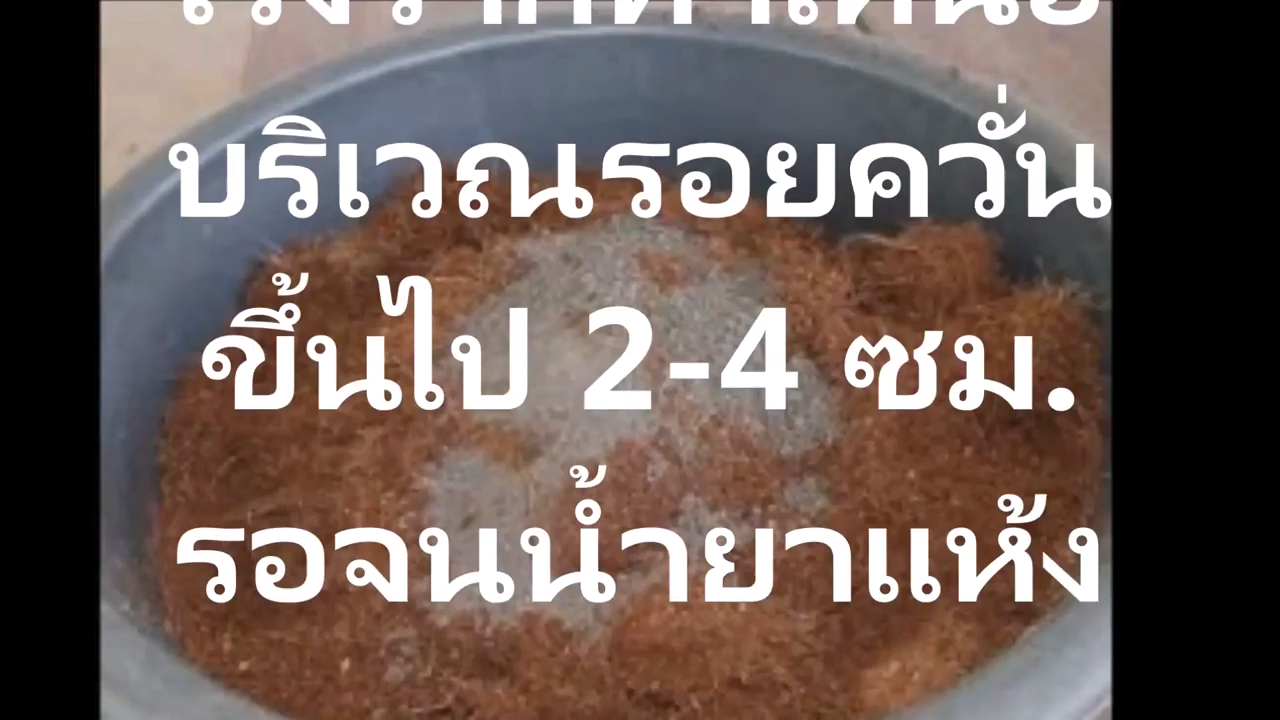 บริเวณรอยควั่น
ขึ้นไป 2-4 ซม.
รอจนน้ำยาแห้ง